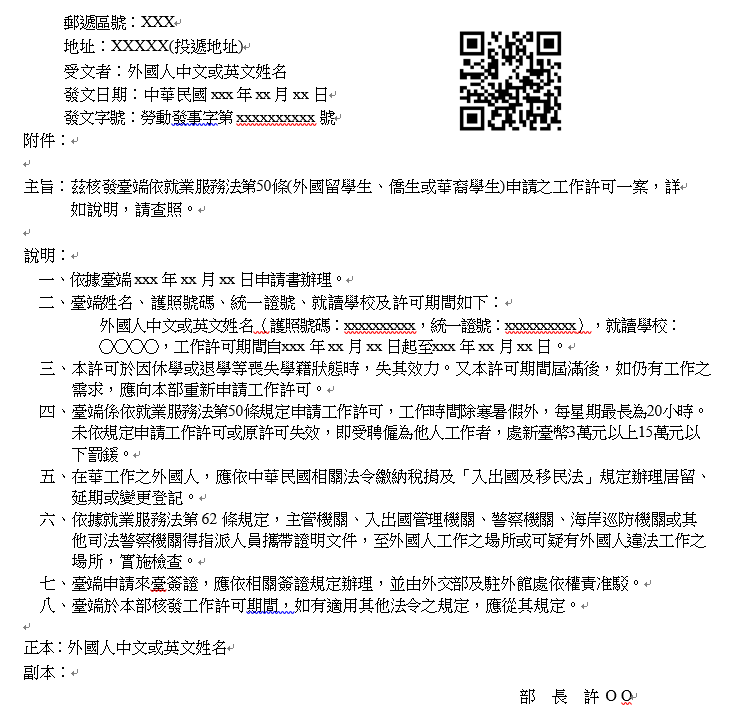 郵遞區號：XXX
地址：XXXXX(投遞地址)
受文者：外國人中文或英文姓名
發文日期：中華民國 xxx 年 xx 月 xx 日
發文字號：勞動發事字第 xxxxxxxxxx 號
附件：
主旨：茲核發臺端依就業服務法第50條(外國留學生、僑生或華裔學生)申請之工作許可一案，詳
如說明，請查照。
說明：
一、依據臺端 xxx 年 xx 月 xx 日申請書辦理。
二、臺端姓名、護照號碼、統一證號、就讀學校及許可期間如下：
外國人中文或英文姓名（護照號碼：xxxxxxxxxx，統一證號：xxxxxxxxxx），就讀學校：
○○○○，工作許可期間自xxx 年 xx 月 xx 日起至xxx 年 xx 月 xx 日。
三、本許可於因休學或退學等喪失學籍狀態時，失其效力。又本許可期間屆滿後，如仍有工作之
需求，應向本部重新申請工作許可。
四、臺端係依就業服務法第50條規定申請工作許可，工作時間除寒暑假外，每星期最長為20小時。
未依規定申請工作許可或原許可失效，即受聘僱為他人工作者，處新臺幣3萬元以上15萬元以
下罰鍰。
五、在華工作之外國人，應依中華民國相關法令繳納稅捐及「入出國及移民法」規定辦理居留、
延期或變更登記。
六、依據就業服務法第 62 條規定，主管機關、入出國管理機關、警察機關、海岸巡防機關或其
他司法警察機關得指派人員攜帶證明文件，至外國人工作之場所或可疑有外國人違法工作之
場所，實施檢查。
七、臺端申請來臺簽證，應依相關簽證規定辦理，並由外交部及駐外館處依權責准駁。
八、臺端於本部核發工作許可期間，如有適用其他法令之規定，應從其規定。
正本：外國人中文或英文姓名
副本：
部 長 許 O O